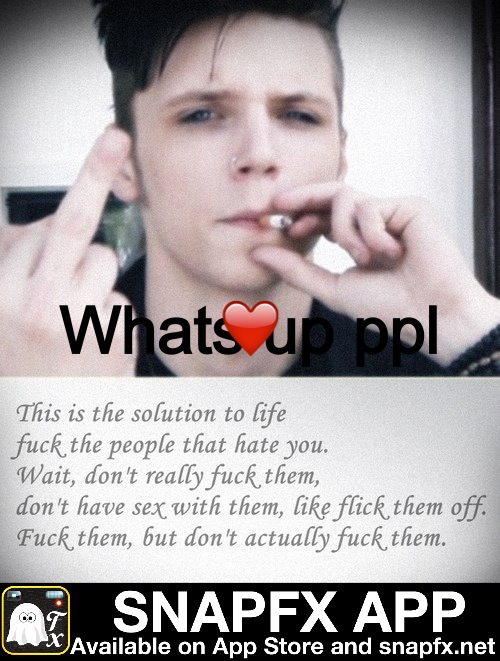 Whats❤️up ppl
This is the solution to life
fuck the people that hate you.
Wait, don't really fuck them,
don't have sex with them, like flick them off.
Fuck them, but don't actually fuck them.
Fx
SNAPFX APP
Available on App Store and snapfx.net